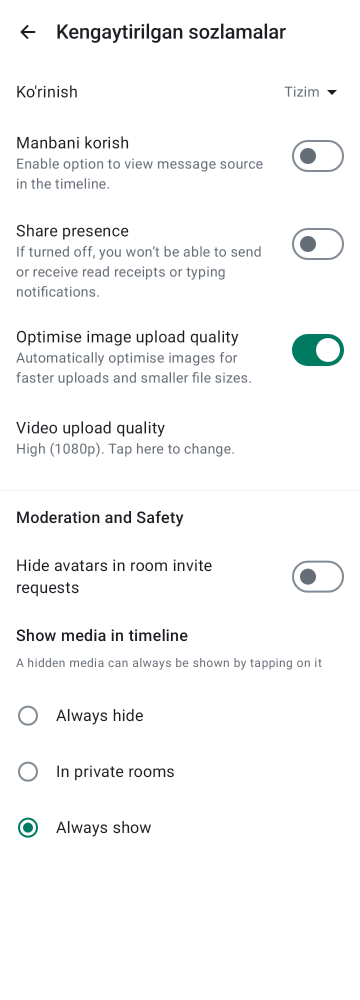 Kengaytirilgan sozlamalar
Ko'rinish
Tizim
Manbani korish
Enable option to view message source
in the timeline.
Share presence
If turned off, you won’t be able to send
or receive read receipts or typing
notifications.
Optimise image upload quality
Automatically optimise images for
faster uploads and smaller file sizes.
Video upload quality
High (1080p). Tap here to change.
Moderation and Safety
Hide avatars in room invite
requests
Show media in timeline
A hidden media can always be shown by tapping on it
Always hide
In private rooms
Always show